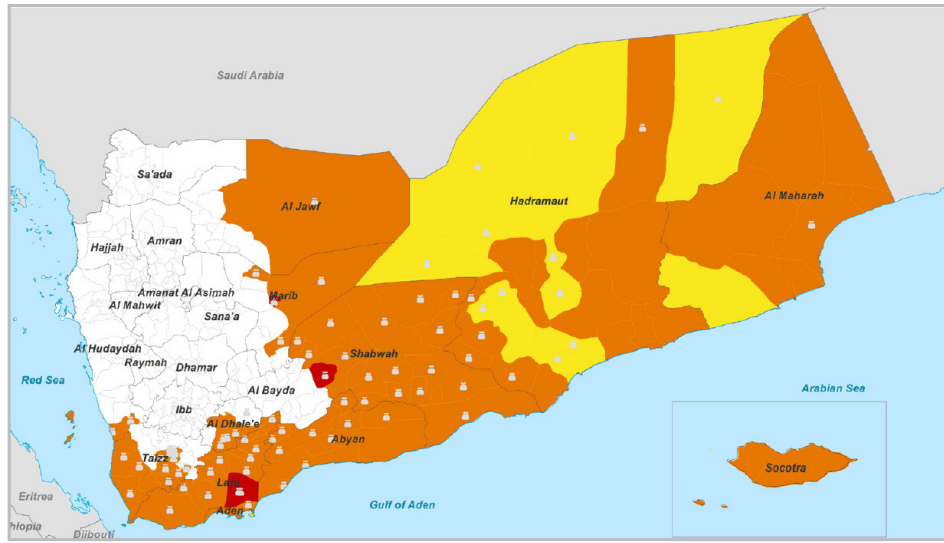 Saudi Arabia
Sa'ada
Al Jawf
Hadramaut
Al Maharah
Hajjah
Amran
Amanat Al Asimah
Marib
Al Mahwit
Sana'a
Al Hudaydah
Raymah
Dhamar
Shabwah
Red Sea
Al Bayda
Arabian Sea
Ibb
Al Dhale'e
Abyan
Taizz
Socotra
Lahj
Eritrea
Aden
Gulf of Aden
hiopia
Djibouti